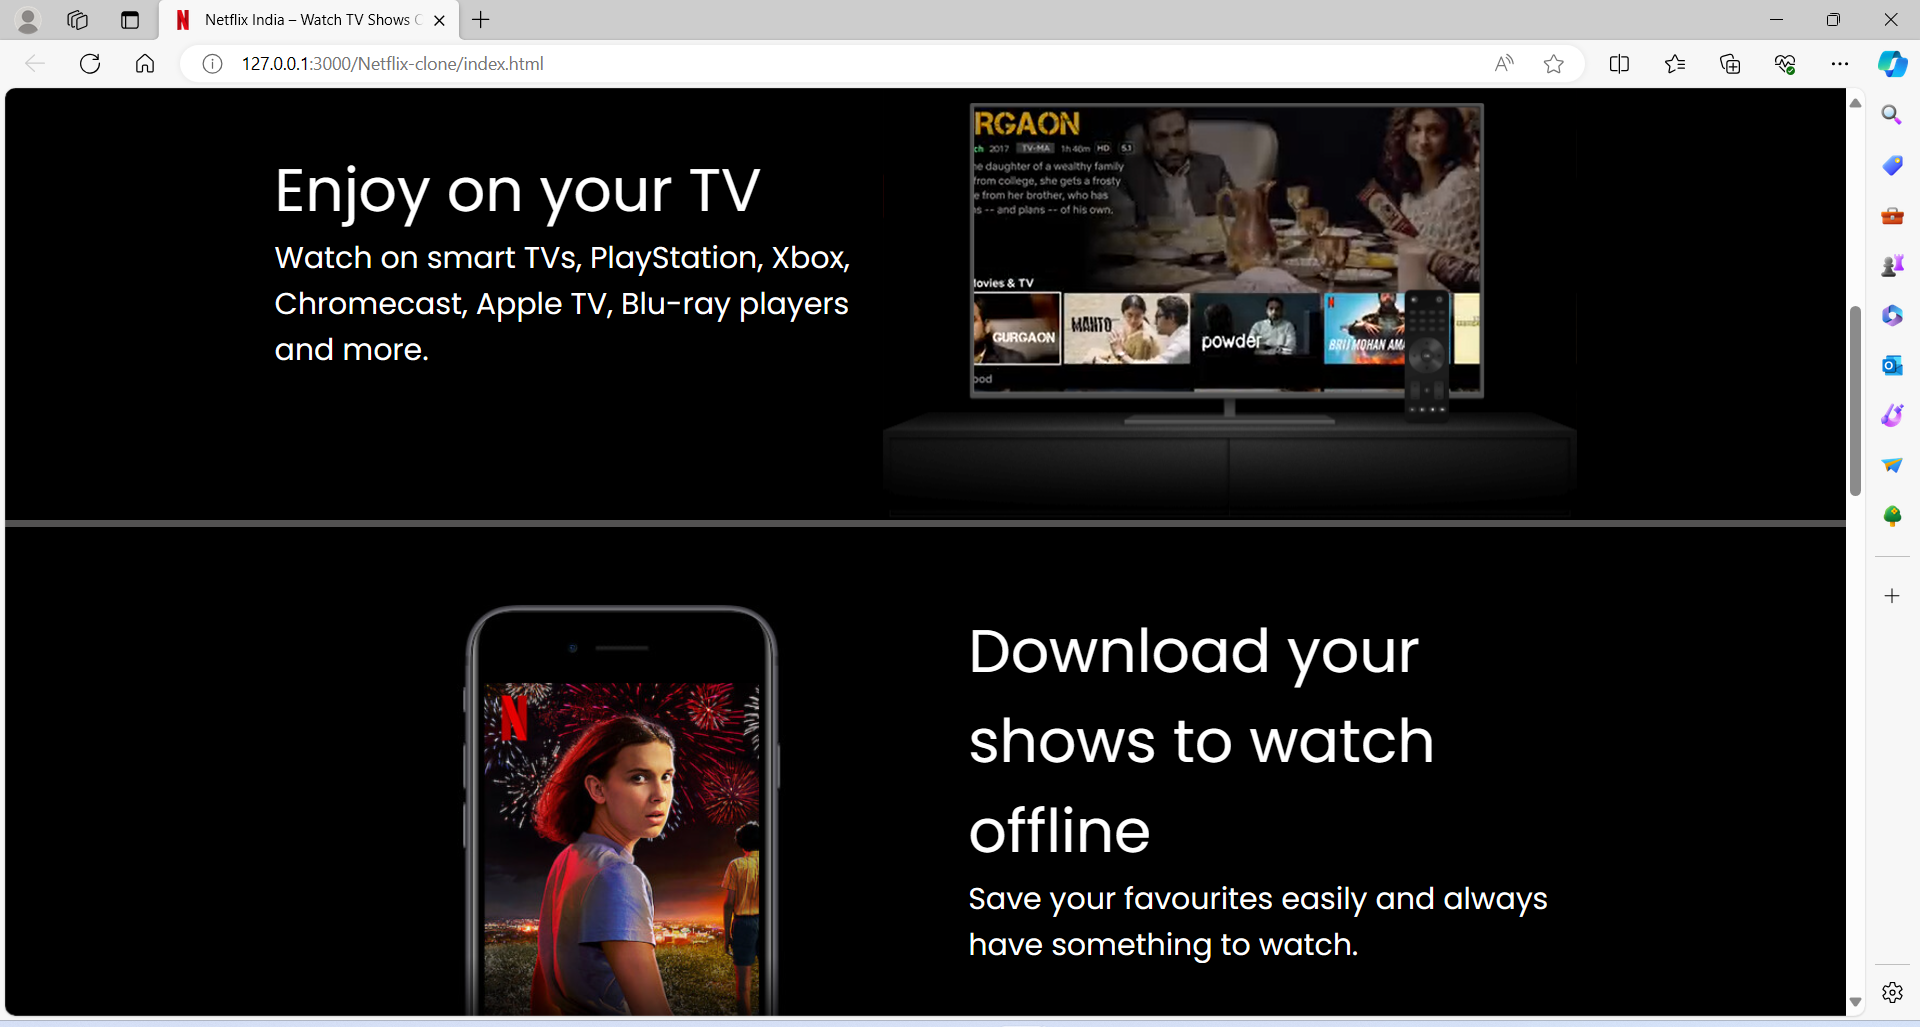 Netflix India – Watch TV Shows
127.0.0.1:3000/Netflix-clone/index.html
Enjoy on your TV
Watch on smart TVs, PlayStation, Xbox,
Chromecast, Apple TV, Blu-ray players
and more.
RGAON
ch 2017 TV-MA 1h46m HD 5.1
he daughter of a wealthy family
from college, she gets a frosty
e from her brother, who has
s -- and plans -- of his own.
Movies & TV
GURGAON
MANTO
powder
N
BRIJ MOHAN AMA
ood
N
Download your
shows to watch
offline
Save your favourites easily and always
have something to watch.